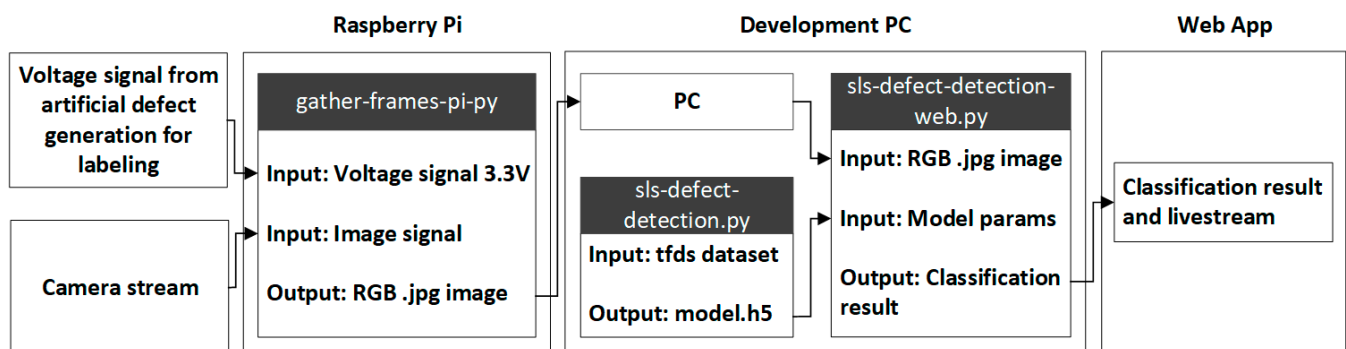 Raspberry Pi
Development PC
Web App
Voltage signal from
artificial defect
generation for
labeling
Camera stream
gather-frames-pi-py
Input: Voltage signal 3.3V
Input: Image signal
Output: RGB .jpg image
PC
sls-defect-
detection.py
Input: tfds dataset
Output: model.h5
sls-defect-detection-
web.py
Input: RGB .jpg image
Input: Model params
Output: Classification
result
Classification result
and livestream